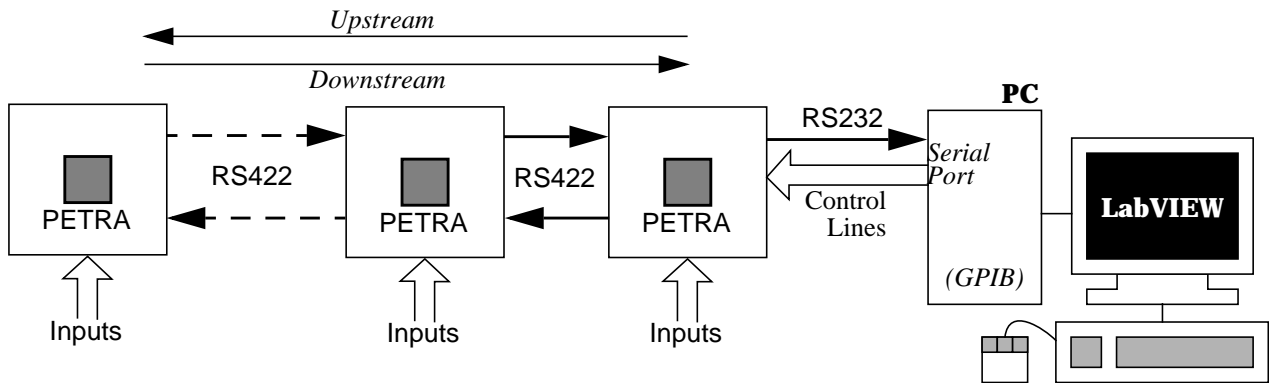 Upstream
Downstream
PC
RS232
RS422
RS422
Serial
Port
PETRA
PETRA
PETRA
Control
Lines
LabVIEW
(GPIB)
Inputs
Inputs
Inputs